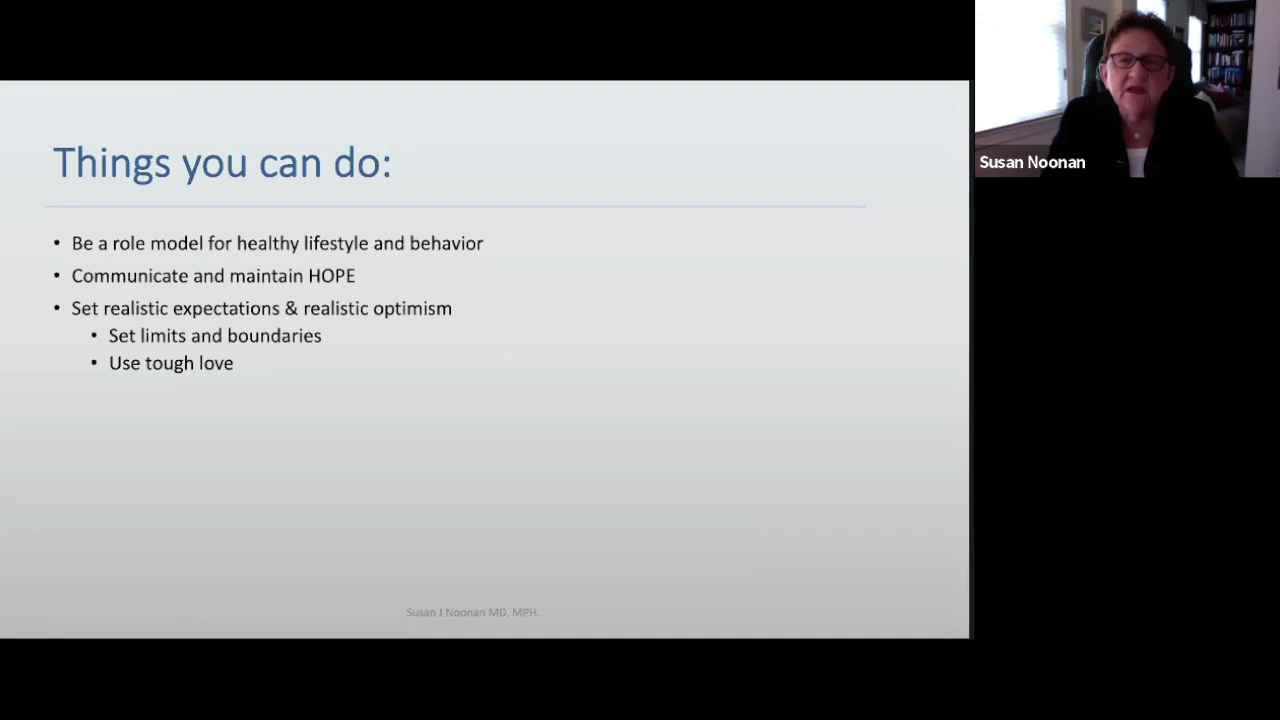 Things you can do:
• Be a role model for healthy lifestyle and behavior
• Communicate and maintain HOPE
• Set realistic expectations & realistic optimism
• Set limits and boundaries
• Use tough love
Susan J Noonan MD, MPH.
Susan Noonan